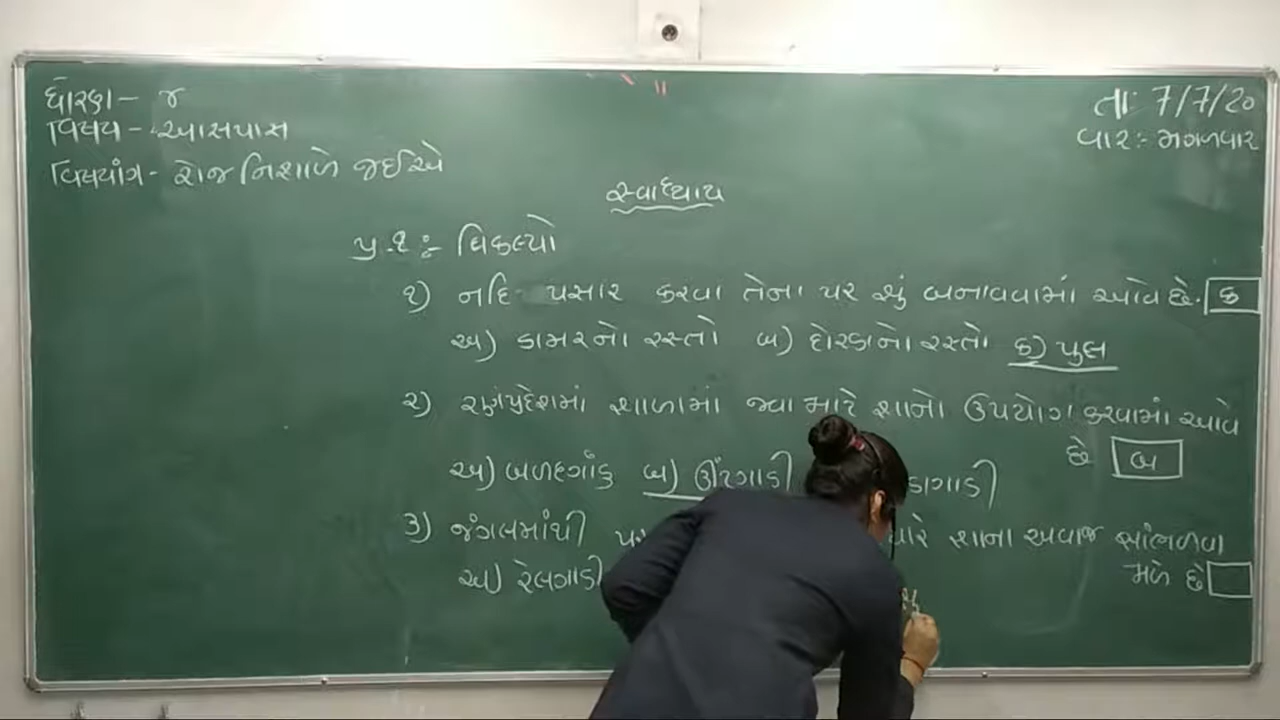 ધોરણ - ૪
વિષય - આસપાસ
વિષયાંગ - રોજ નિશાળે જઈએ
તા: 7/7/20
વાર :- મંગળવાર
સ્વાધ્યાય
પ્ર.૧ :- વિકલ્પો
૧) નદિ પસાર કરવા તેના પર શું બનાવવામાં આવે છે. ક
અ) ડામરનો રસ્તો બ) દોરડાનો રસ્તો ક) પુલ
૨) રણપ્રદેશમાં શાળામાં જવા માટે શાનો ઉપયોગ કરવામાં આવે
છે બ
અ) બળદગાંડુ બ) ઊંટગાડી ડાગાડી
૩) જંગલમાંથી શાના અવાજ સાંભળવા
મળે છે
અ) રેલગાડી